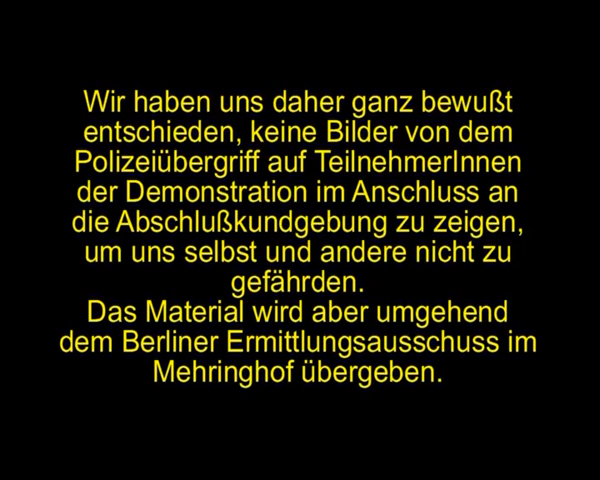 Wir haben uns daher ganz bewußt
entschieden, keine Bilder von dem
Polizeiübergriff auf TeilnehmerInnen
der Demonstration im Anschluss an
die Abschlußkundgebung zu zeigen,
um uns selbst und andere nicht zu
gefährden.
Das Material wird aber umgehend
dem Berliner Ermittlungsausschuss im
Mehringhof übergeben.